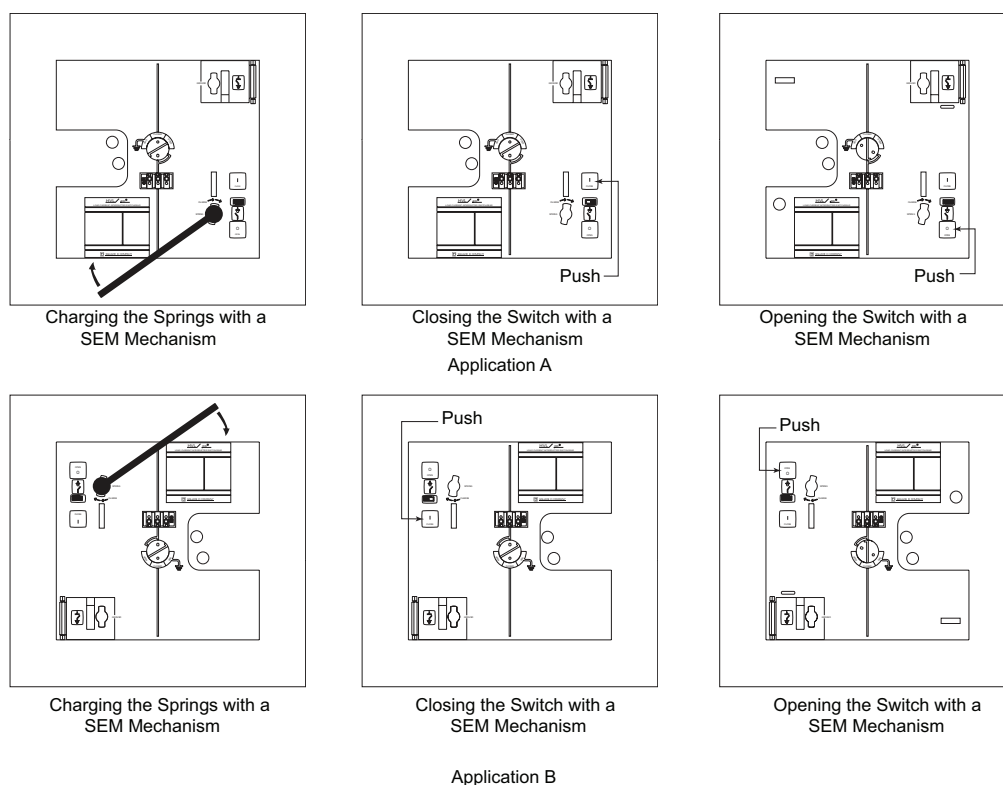 Push
Push
Charging the Springs with a
SEM Mechanism
Closing the Switch with a
SEM Mechanism
Opening the Switch with a
SEM Mechanism
Application A
Push
Push
Charging the Springs with a
SEM Mechanism
Closing the Switch with a
SEM Mechanism
Opening the Switch with a
SEM Mechanism
Application B